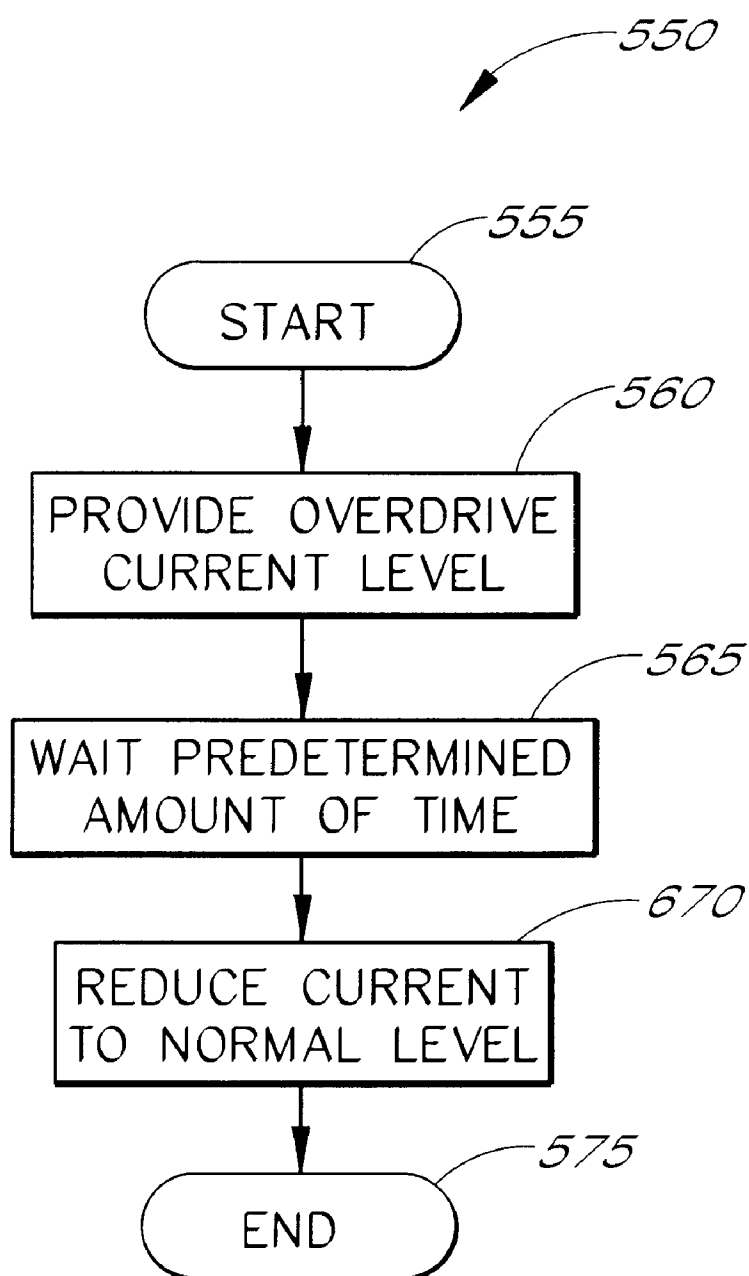 550
555
START
560
PROVIDE OVERDRIVE
CURRENT LEVEL
565
WAIT PREDETERMINED
AMOUNT OF TIME
670
REDUCE CURRENT
TO NORMAL LEVEL
575
END